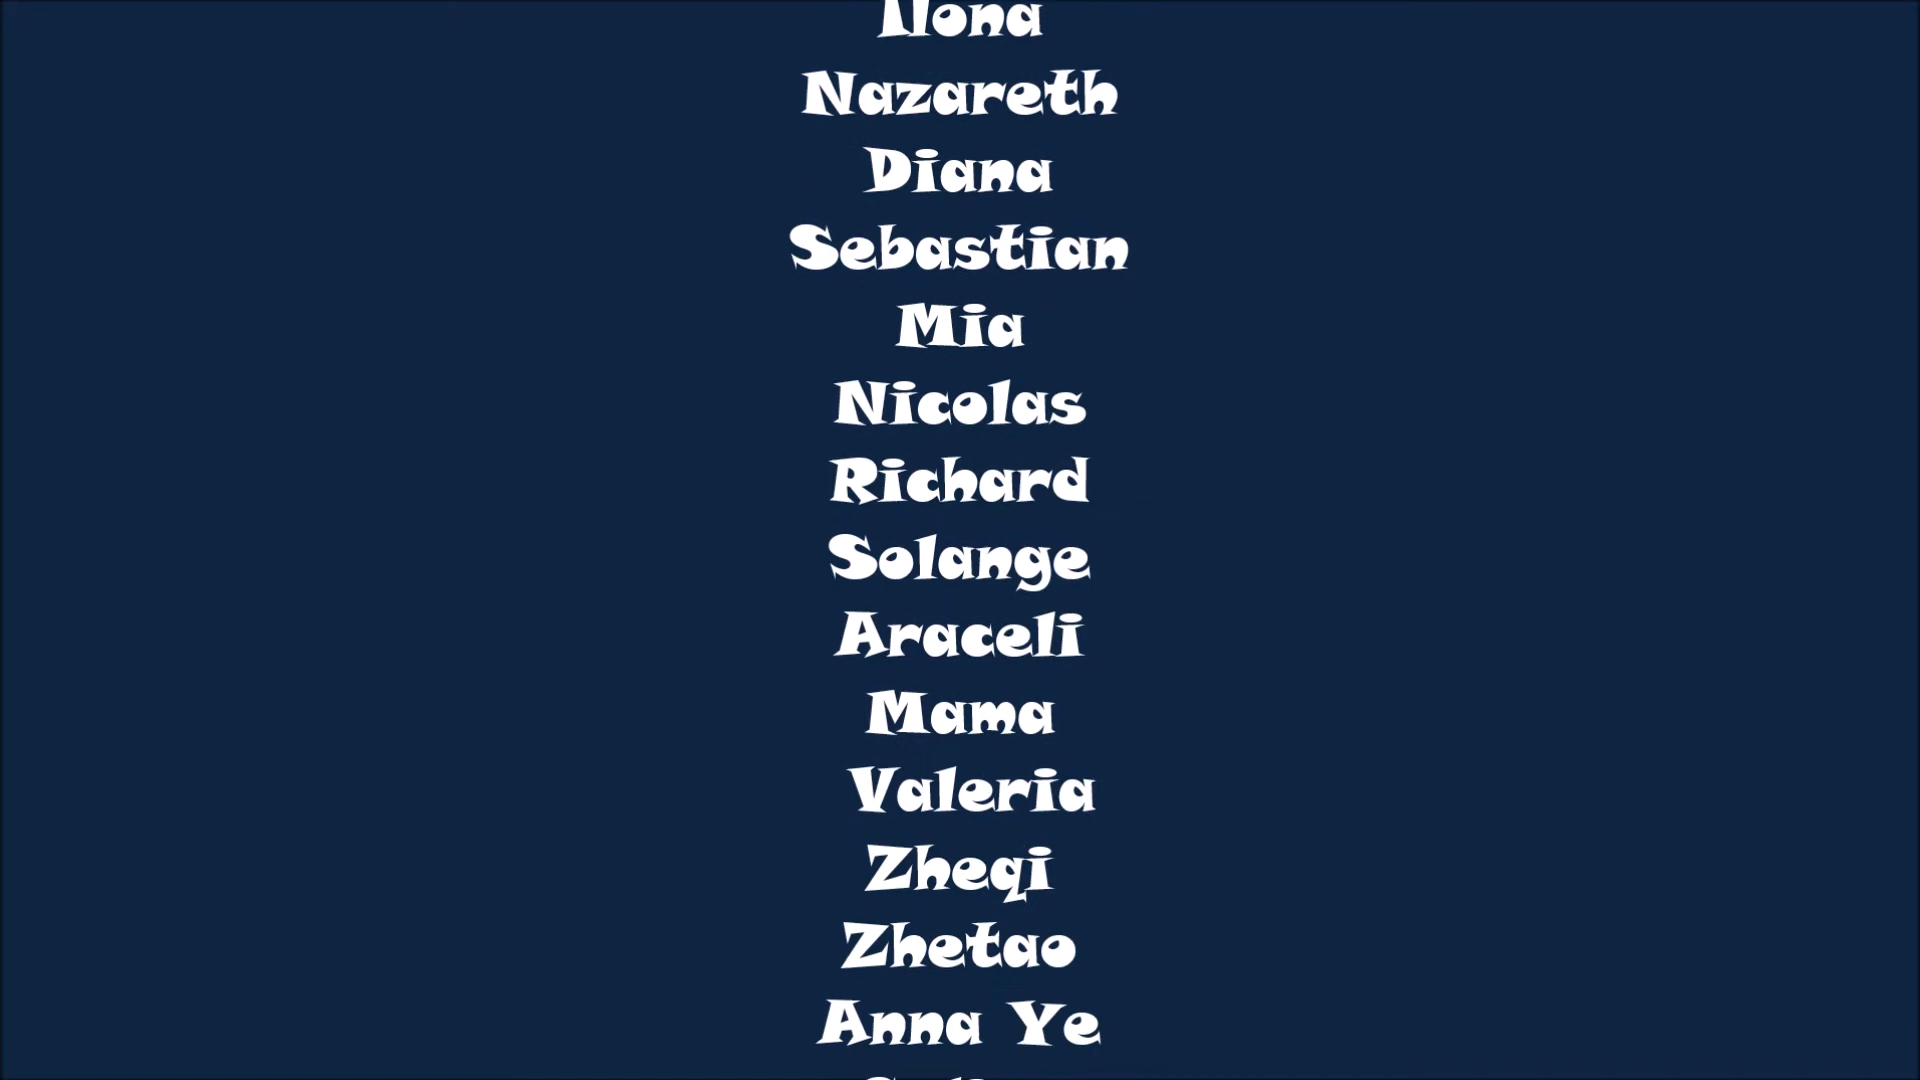 Ilona
Nazareth
Diana
Sebastian
Mia
Nicolas
Richard
Solange
Araceli
Mama
Valeria
Zheqi
Zhetao
Anna Ye